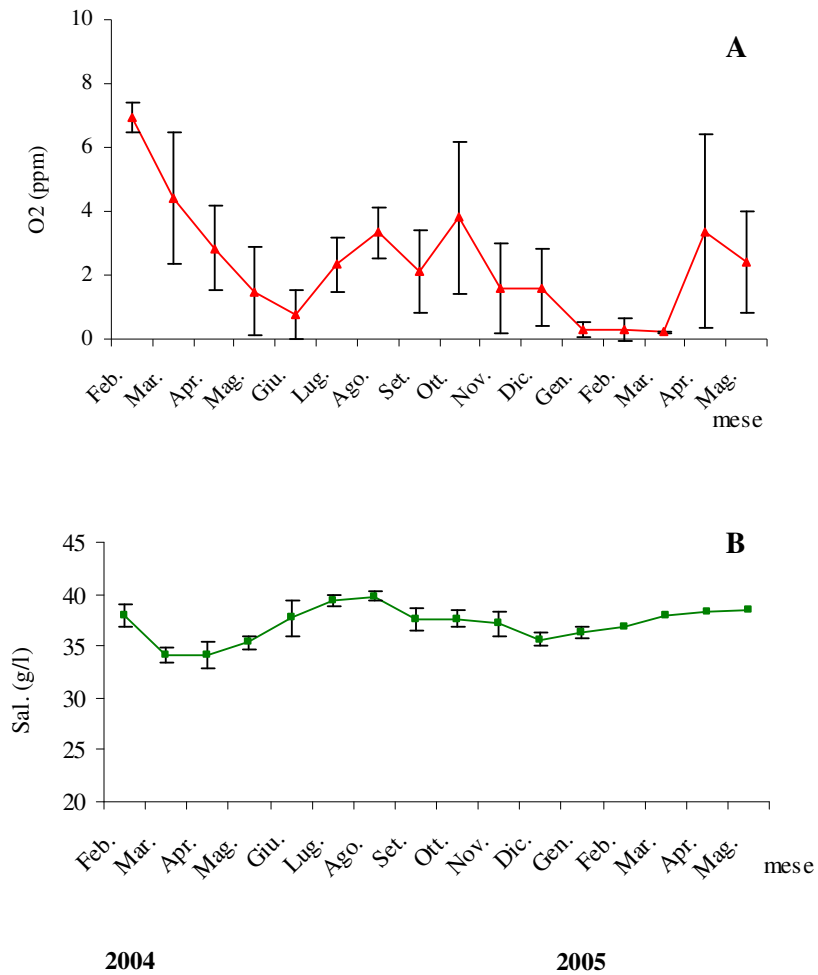 A
10
8
6
4
2
0
O2 (ppm)
Feb. Mar. Apr. Mag. Giu. Lug. Ago. Set. Ott. Nov. Dic. Gen. Feb. Mar. Apr. Mag.
mese
B
45
40
35
30
25
20
Sal. (g/l)
Feb. Mar. Apr. Mag. Giu. Lug. Ago. Set. Ott. Nov. Dic. Gen. Feb. Mar. Apr. Mag.
mese
2004 2005